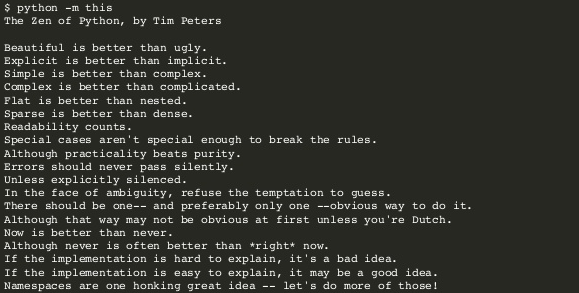 $ python -m this
The Zen of Python, by Tim Peters

Beautiful is better than ugly.
Explicit is better than implicit.
Simple is better than complex.
Complex is better than complicated.
Flat is better than nested.
Sparse is better than dense.
Readability counts.
Special cases aren't special enough to break the rules.
Although practicality beats purity.
Errors should never pass silently.
Unless explicitly silenced.
In the face of ambiguity, refuse the temptation to guess.
There should be one-- and preferably only one --obvious way to do it.
Although that way may not be obvious at first unless you're Dutch.
Now is better than never.
Although never is often better than *right* now.
If the implementation is hard to explain, it's a bad idea.
If the implementation is easy to explain, it may be a good idea.
Namespaces are one honking great idea -- let's do more of those!